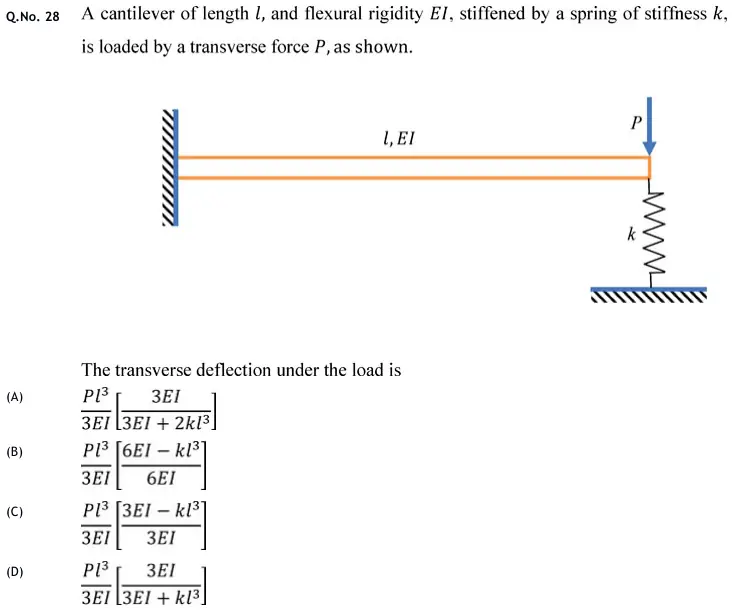 Q.No. 28 A cantilever of length l, and flexural rigidity EI, stiffened by a spring of stiffness k,
is loaded by a transverse force P, as shown.
P
l, EI
k
The transverse deflection under the load is
(A) Pl³/3EI [3EI/(3EI + 2kl³)]
(B) Pl³/3EI [(6EI − kl³)/6EI]
(C) Pl³/3EI [(3EI − kl³)/3EI]
(D) Pl³/3EI [3EI/(3EI + kl³)]